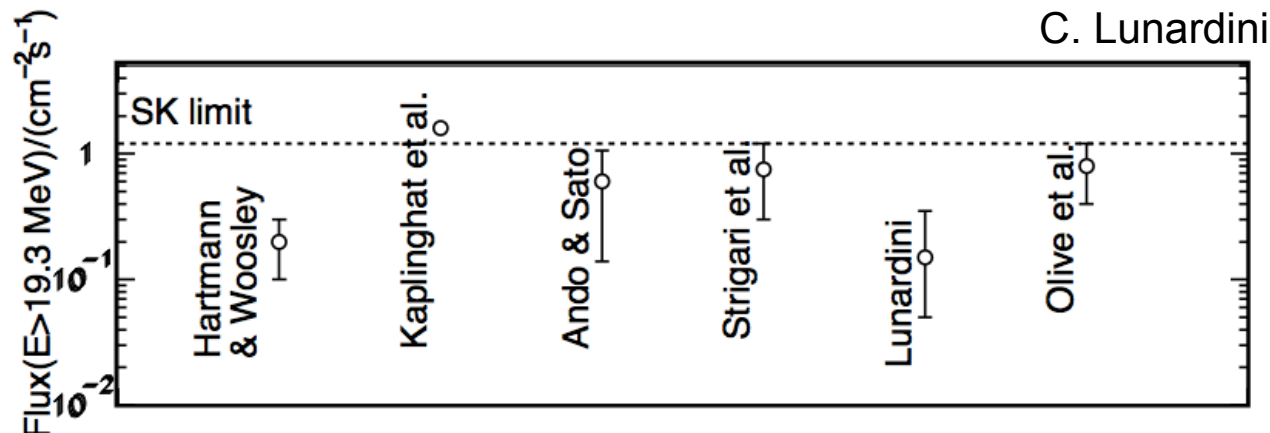 C. Lunardini
Flux(E>19.3 MeV)/(cm⁻²s⁻¹)
SK limit
1
10⁻¹
10⁻²
Hartmann
& Woosley
Kaplinghat et al.
Ando & Sato
Strigari et al.
Lunardini
Olive et al.